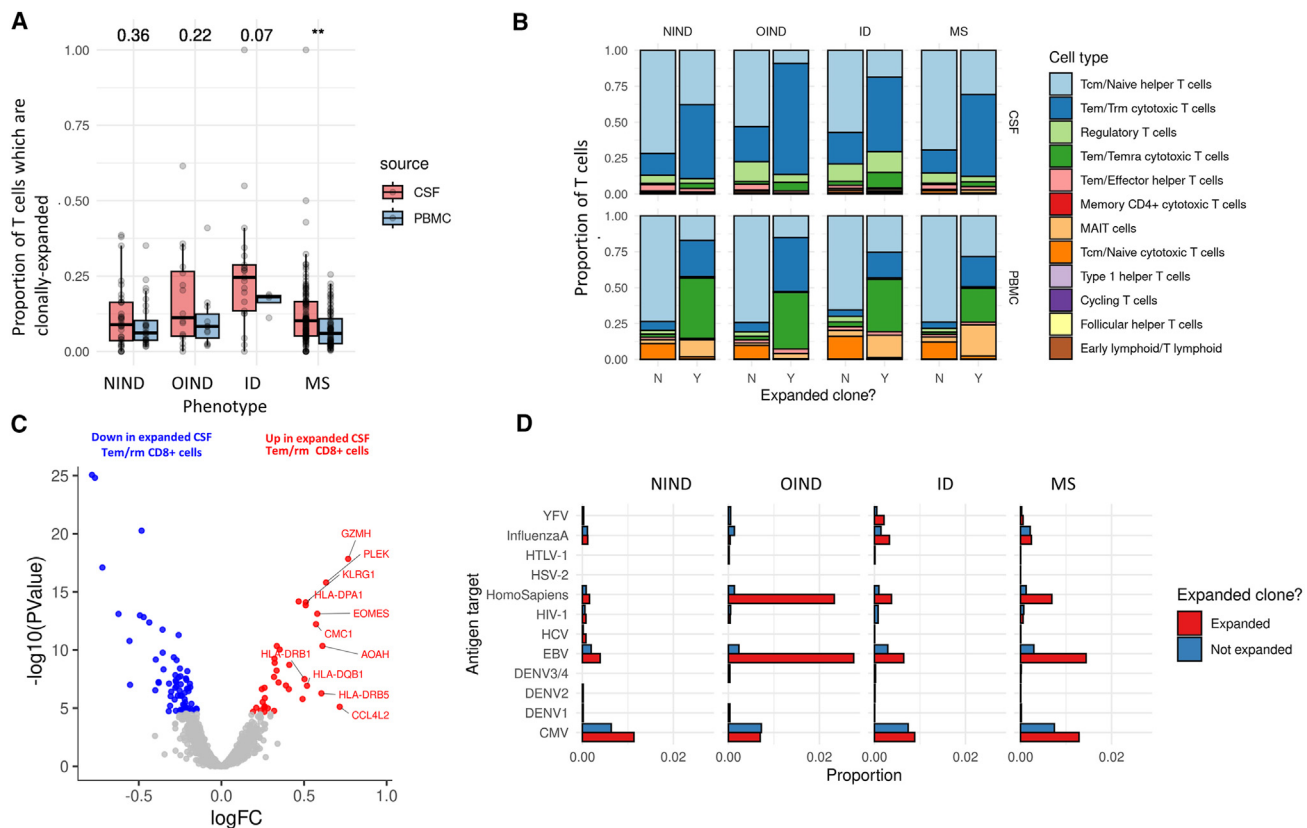 A
0.36 0.22 0.07 **
1.00
0.75
.50
0.25
0.00
Proportion of T cells which are
clonally-expanded
NIND OIND ID MS
Phenotype
source
CSF
PBMC
B
NIND OIND ID MS
1.00
0.75
0.50
0.25
0.00
CSF
1.00
0.75
0.50
0.25
0.00
PBMC
Proportion of T cells
N Y N Y N Y N Y
Expanded clone?
Cell type
Tcm/Naive helper T cells
Tem/Trm cytotoxic T cells
Regulatory T cells
Tem/Temra cytotoxic T cells
Tem/Effector helper T cells
Memory CD4+ cytotoxic T cells
MAIT cells
Tcm/Naive cytotoxic T cells
Type 1 helper T cells
Cycling T cells
Follicular helper T cells
Early lymphoid/T lymphoid
C
Down in expanded CSF
Tem/rm CD8+ cells
Up in expanded CSF
Tem/rm CD8+ cells
25
20
15
10
5
0
-log10(PValue)
GZMH
PLEK
KLRG1
HLA-DPA1
EOMES
CMC1
AOAH
HLA-DRB1
HLA-DQB1
HLA-DRB5
CCL4L2
-0.5 0.0 0.5 1.0
logFC
D
NIND OIND ID MS
YFV
InfluenzaA
HTLV-1
HSV-2
HomoSapiens
HIV-1
HCV
EBV
DENV3/4
DENV2
DENV1
CMV
Antigen target
0.00 0.02 0.00 0.02 0.00 0.02 0.00 0.02
Proportion
Expanded clone?
Expanded
Not expanded